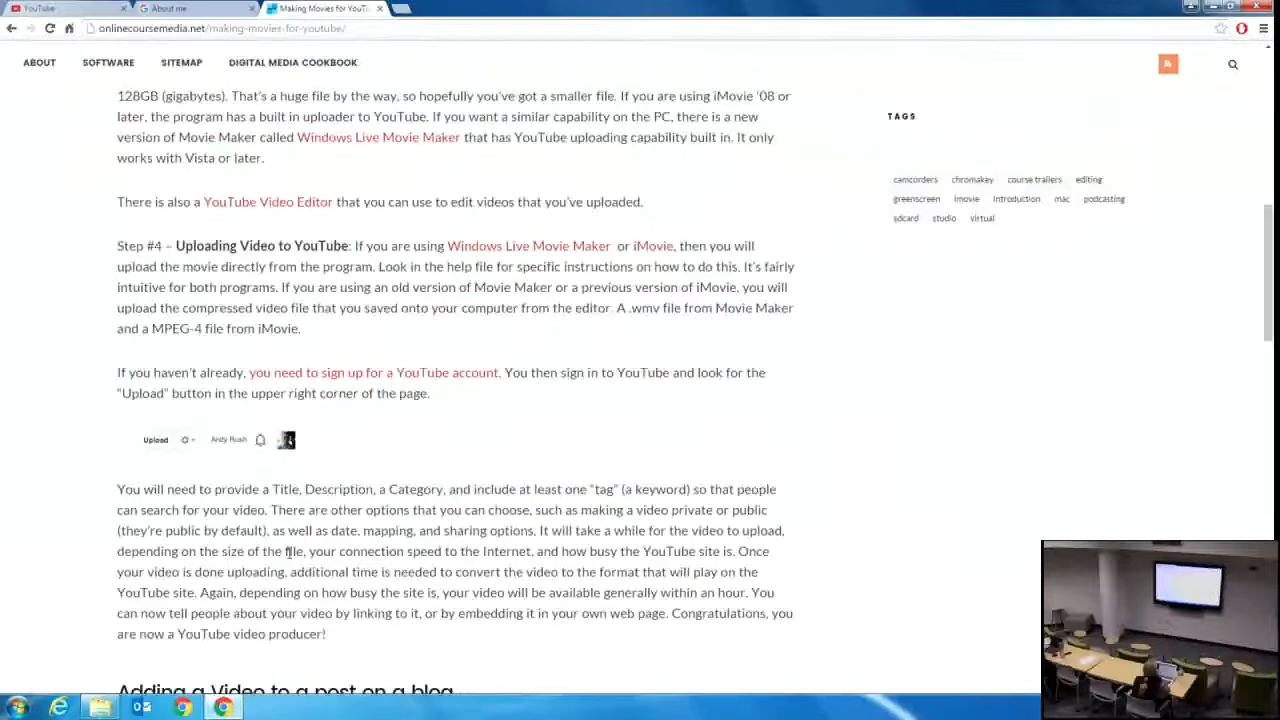 YouTube
About me
Making Movies for YouT
onlinecoursemedia.net/making-movies-for-youtube/
ABOUT SOFTWARE SITEMAP DIGITAL MEDIA COOKBOOK
128GB (gigabytes). That's a huge file by the way, so hopefully you've got a smaller file. If you are using iMovie '08 or
later, the program has a built in uploader to YouTube. If you want a similar capability on the PC, there is a new
version of Movie Maker called Windows Live Movie Maker that has YouTube uploading capability built in. It only
works with Vista or later.
There is also a YouTube Video Editor that you can use to edit videos that you've uploaded.
Step #4 – Uploading Video to YouTube: If you are using Windows Live Movie Maker or iMovie, then you will
upload the movie directly from the program. Look in the help file for specific instructions on how to do this. It's fairly
intuitive for both programs. If you are using an old version of Movie Maker or a previous version of iMovie, you will
upload the compressed video file that you saved onto your computer from the editor. A .wmv file from Movie Maker
and a MPEG-4 file from iMovie.
If you haven't already, you need to sign up for a YouTube account. You then sign in to YouTube and look for the
"Upload" button in the upper right corner of the page.
Upload Andy Rush
You will need to provide a Title, Description, a Category, and include at least one "tag" (a keyword) so that people
can search for your video. There are other options that you can choose, such as making a video private or public
(they're public by default), as well as date, mapping, and sharing options. It will take a while for the video to upload,
depending on the size of the file, your connection speed to the Internet, and how busy the YouTube site is. Once
your video is done uploading, additional time is needed to convert the video to the format that will play on the
YouTube site. Again, depending on how busy the site is, your video will be available generally within an hour. You
can now tell people about your video by linking to it, or by embedding it in your own web page. Congratulations, you
are now a YouTube video producer!
Adding a Video to a post on a blog
TAGS
camcorders chromakey course trailers editing
greenscreen imovie introduction mac podcasting
sdcard studio virtual